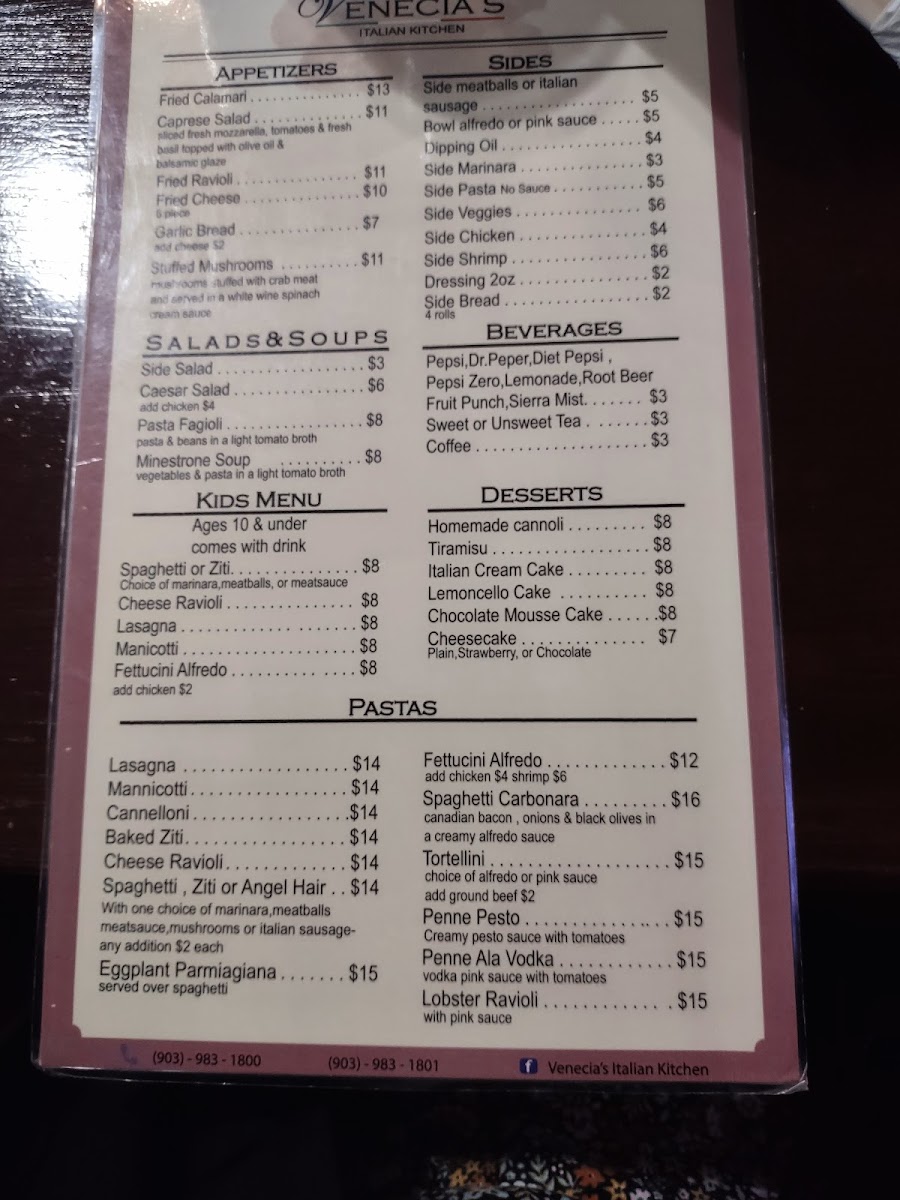 VENECIA'S
ITALIAN KITCHEN
APPETIZERS
Fried Calamari . . . . . . . . . . . . . . . $13
Caprese Salad . . . . . . . . . . . . . $11
sliced fresh mozzarella, tomatoes & fresh
basil topped with olive oil &
balsamic glaze
Fried Ravioli . . . . . . . . . . . . . . . . $11
Fried Cheese . . . . . . . . . . . . . . . $10
6 piece
Garlic Bread . . . . . . . . . . . . . . . $7
add cheese $2
Stuffed Mushrooms . . . . . . . . . . $11
mushrooms stuffed with crab meat
and served in a white wine spinach
cream sauce
SALADS&SOUPS
Side Salad . . . . . . . . . . . . . . . . . . $3
Caesar Salad . . . . . . . . . . . . . . . . $6
add chicken $4
Pasta Fagioli . . . . . . . . . . . . . . . . . $8
pasta & beans in a light tomato broth
Minestrone Soup . . . . . . . . . . $8
vegetables & pasta in a light tomato broth
KIDS MENU
Ages 10 & under
comes with drink
Spaghetti or Ziti. . . . . . . . . . . . . . . $8
Choice of marinara,meatballs, or meatsauce
Cheese Ravioli . . . . . . . . . . . . . . . $8
Lasagna . . . . . . . . . . . . . . . . . . . . $8
Manicotti . . . . . . . . . . . . . . . . . . . . $8
Fettucini Alfredo . . . . . . . . . . . . . . $8
add chicken $2
SIDES
Side meatballs or italian
sausage . . . . . . . . . . . . . . . . . . . $5
Bowl alfredo or pink sauce . . . . . $5
Dipping Oil . . . . . . . . . . . . . . . . . $4
Side Marinara . . . . . . . . . . . . . . . $3
Side Pasta No Sauce . . . . . . . . . . . $5
Side Veggies . . . . . . . . . . . . . . . . $6
Side Chicken . . . . . . . . . . . . . . . . $4
Side Shrimp . . . . . . . . . . . . . . . . . $6
Dressing 2oz . . . . . . . . . . . . . . . . $2
Side Bread . . . . . . . . . . . . . . . . . . $2
4 rolls
BEVERAGES
Pepsi,Dr.Peper,Diet Pepsi ,
Pepsi Zero,Lemonade,Root Beer
Fruit Punch,Sierra Mist. . . . . . . $3
Sweet or Unsweet Tea . . . . . . . $3
Coffee . . . . . . . . . . . . . . . . . . . . $3
DESSERTS
Homemade cannoli . . . . . . . . . $8
Tiramisu . . . . . . . . . . . . . . . . . . $8
Italian Cream Cake . . . . . . . . . $8
Lemoncello Cake . . . . . . . . . . $8
Chocolate Mousse Cake . . . . . .$8
Cheesecake . . . . . . . . . . . . . . $7
Plain,Strawberry, or Chocolate
PASTAS
Lasagna . . . . . . . . . . . . . . . . . . . $14
Mannicotti. . . . . . . . . . . . . . . . . . $14
Cannelloni. . . . . . . . . . . . . . . . . .$14
Baked Ziti. . . . . . . . . . . . . . . . . . $14
Cheese Ravioli. . . . . . . . . . . . . . $14
Spaghetti , Ziti or Angel Hair . . $14
With one choice of marinara,meatballs
meatsauce,mushrooms or italian sausage-
any addition $2 each
Eggplant Parmiagiana . . . . . . . $15
served over spaghetti
Fettucini Alfredo . . . . . . . . . . . . . $12
add chicken $4 shrimp $6
Spaghetti Carbonara . . . . . . . . . $16
canadian bacon , onions & black olives in
a creamy alfredo sauce
Tortellini . . . . . . . . . . . . . . . . . . . . $15
choice of alfredo or pink sauce
add ground beef $2
Penne Pesto . . . . . . . . . . . . . . . . $15
Creamy pesto sauce with tomatoes
Penne Ala Vodka . . . . . . . . . . . . $15
vodka pink sauce with tomatoes
Lobster Ravioli . . . . . . . . . . . . . . $15
with pink sauce
(903) - 983 - 1800 (903) - 983 - 1801 f Venecia's Italian Kitchen